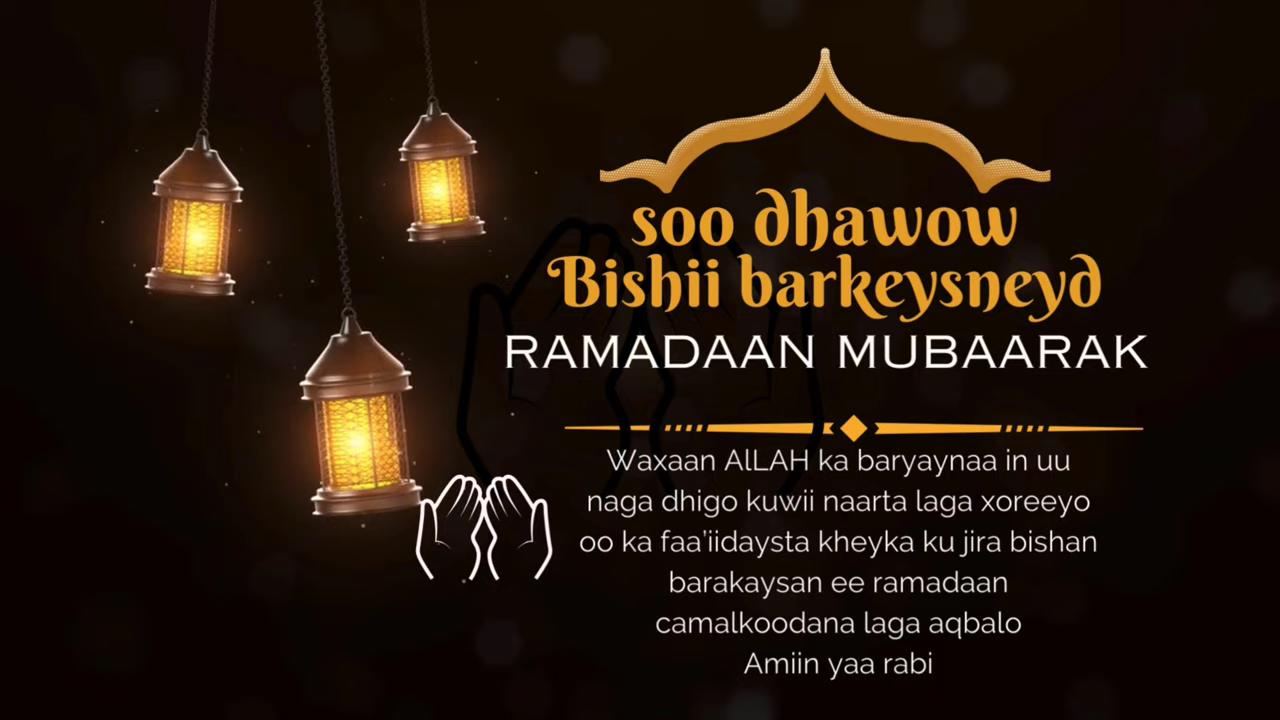 soo dhawow
Bishii barkeysneyd
RAMADAAN MUBAARAK
Waxaan AlLAH ka baryaynaa in uu
naga dhigo kuwii naarta laga xoreeyo
oo ka faa'iidaysta kheyka ku jira bishan
barakaysan ee ramadaan
camalkoodana laga aqbalo
Amiin yaa rabi